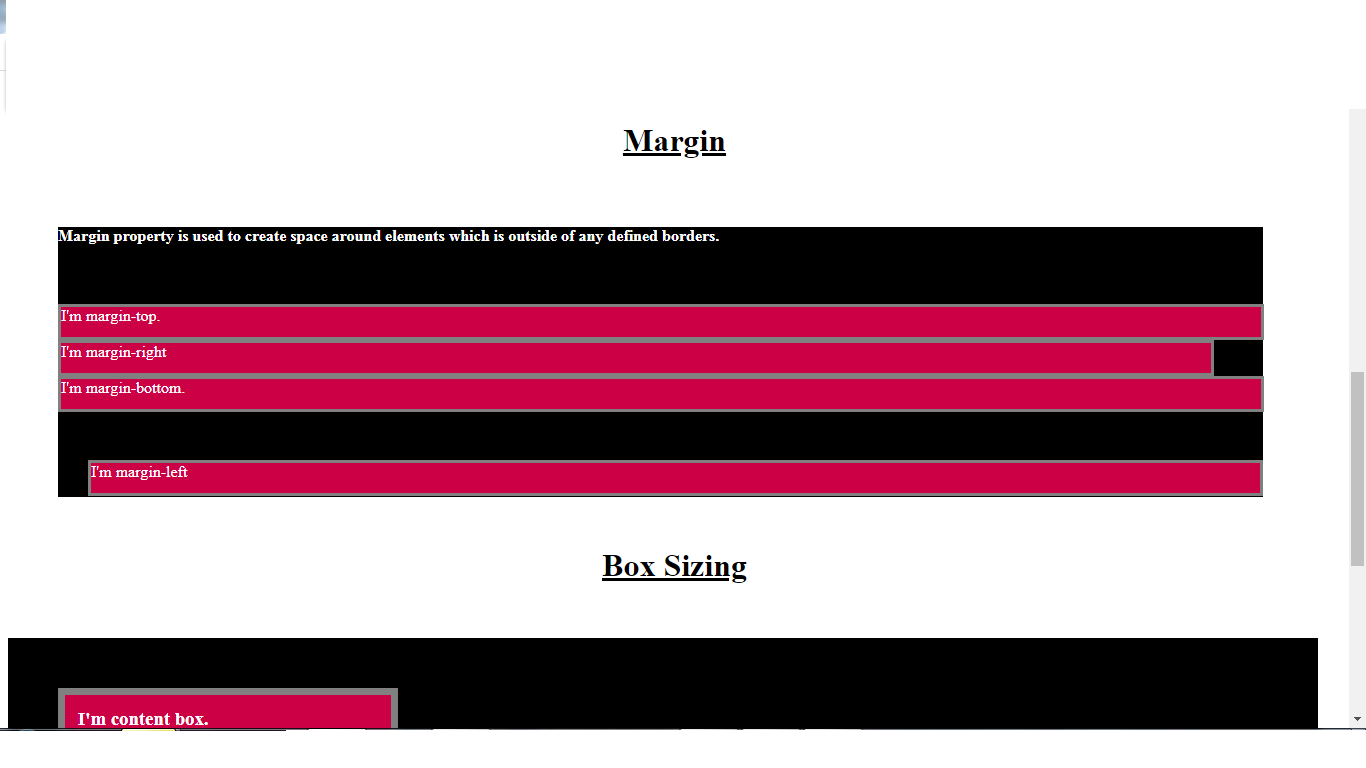 Margin
Margin property is used to create space around elements which is outside of any defined borders.
I'm margin-top.
I'm margin-right
I'm margin-bottom.
I'm margin-left
Box Sizing
I'm content box.